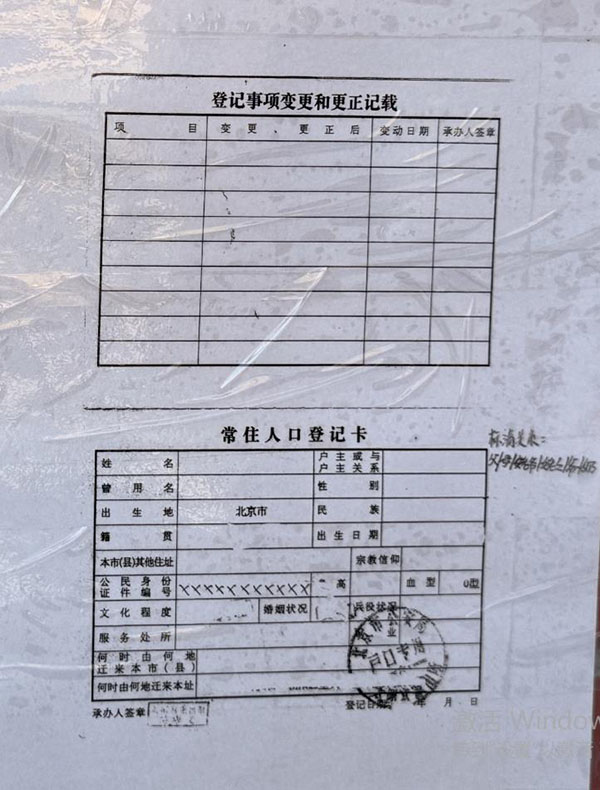 登记事项变更和更正记载
项 目 变 更 、 更 正 后 变动日期 承办人签章
常住人口登记卡
姓 名 户主或与户主关系
曾用名 性 别
出生地 北京市 民 族
籍 贯 出生日期
本市(县)其他住址 宗教信仰
公民身份证件编号 ××××××××××× 高 血型 O型
文化程度 婚姻状况 兵役状况
服务处所
何时由何地迁来本市(县)
何时由何地迁来本址
户口专用
承办人签章 登记日期 年 月 日
激活 Windows